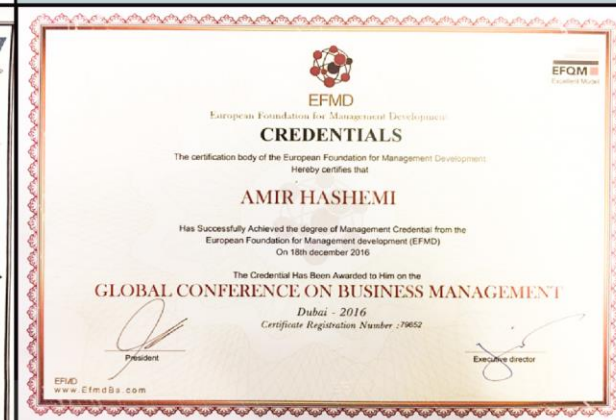 EFMD
European Foundation for Management Development
CREDENTIALS
EFQM
Excellent Model
The certification body of the European Foundation for Management Development
Hereby certifies that
AMIR HASHEMI
Has Successfully Achieved the degree of Management Credential from the
European Foundation for Management development (EFMD)
On 18th december 2016
The Credential Has Been Awarded to Him on the
GLOBAL CONFERENCE ON BUSINESS MANAGEMENT
Dubai - 2016
Certificate Registration Number :79652
President
Executive director
EFMD
www.EfmdBs.com